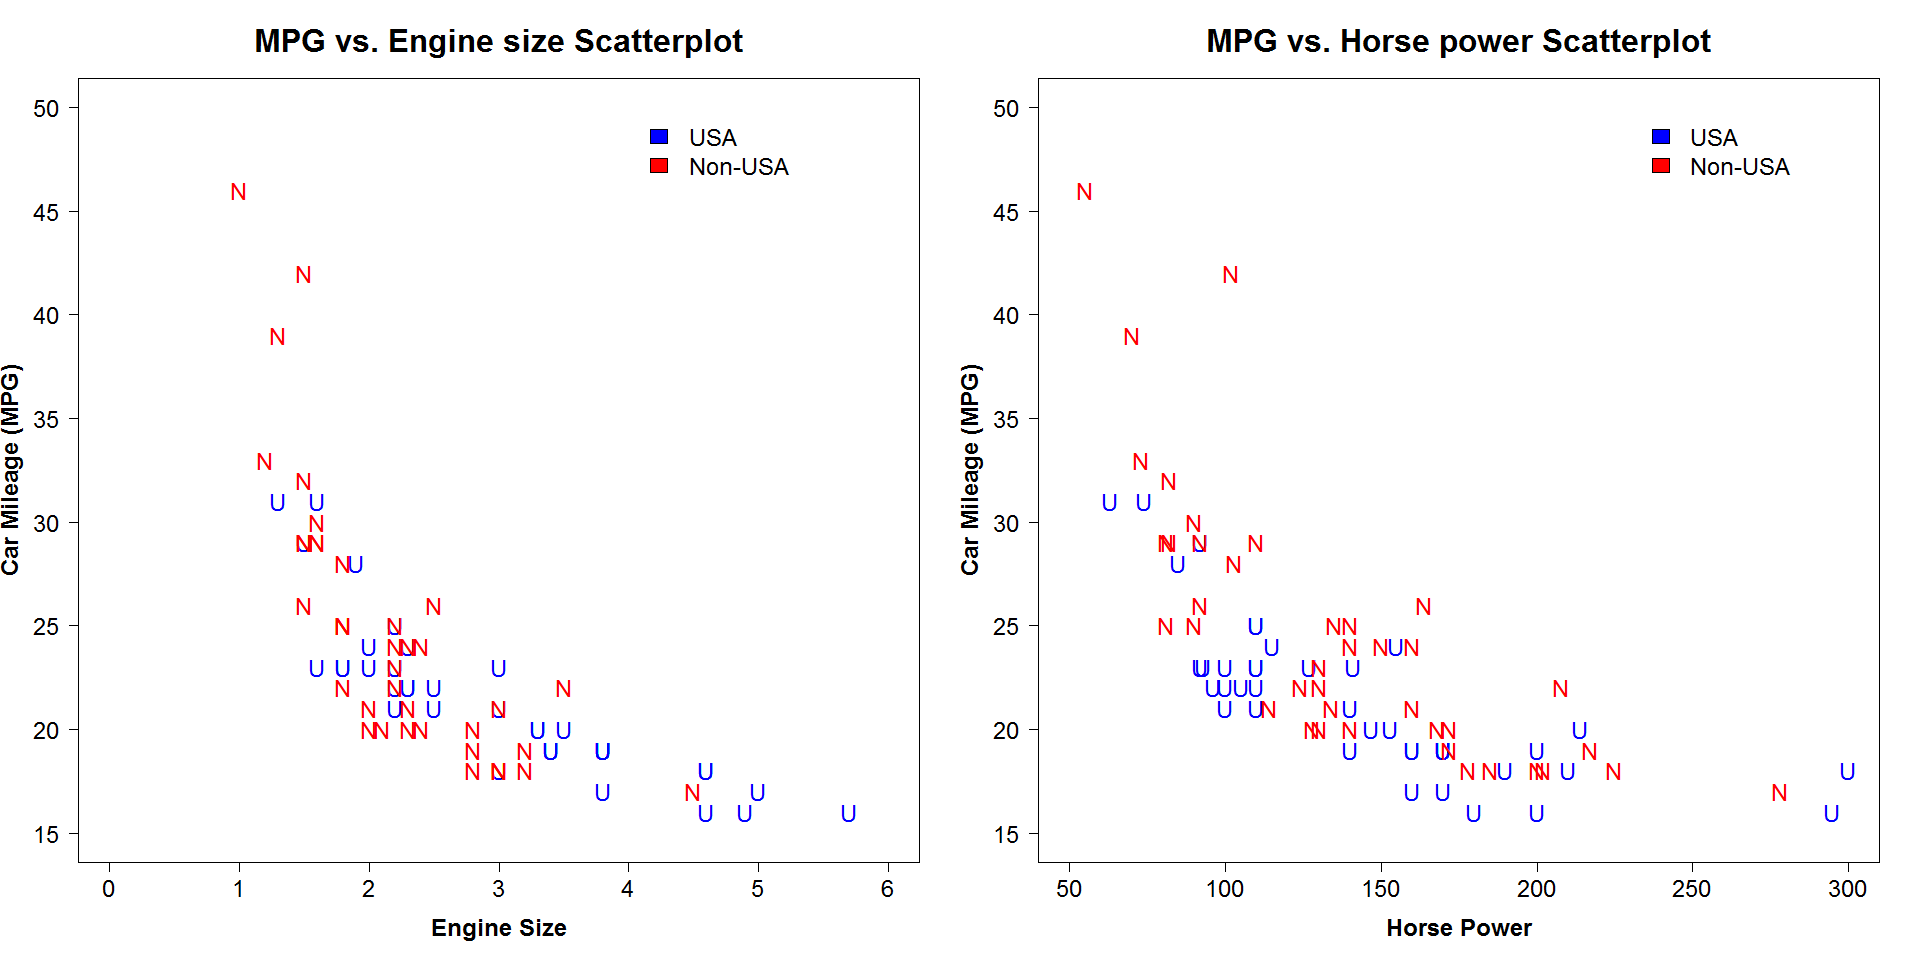 MPG vs. Engine size Scatterplot
Car Mileage (MPG)
50
45
40
35
30
25
20
15
USA
Non-USA
0 1 2 3 4 5 6
Engine Size
MPG vs. Horse power Scatterplot
Car Mileage (MPG)
50
45
40
35
30
25
20
15
USA
Non-USA
50 100 150 200 250 300
Horse Power